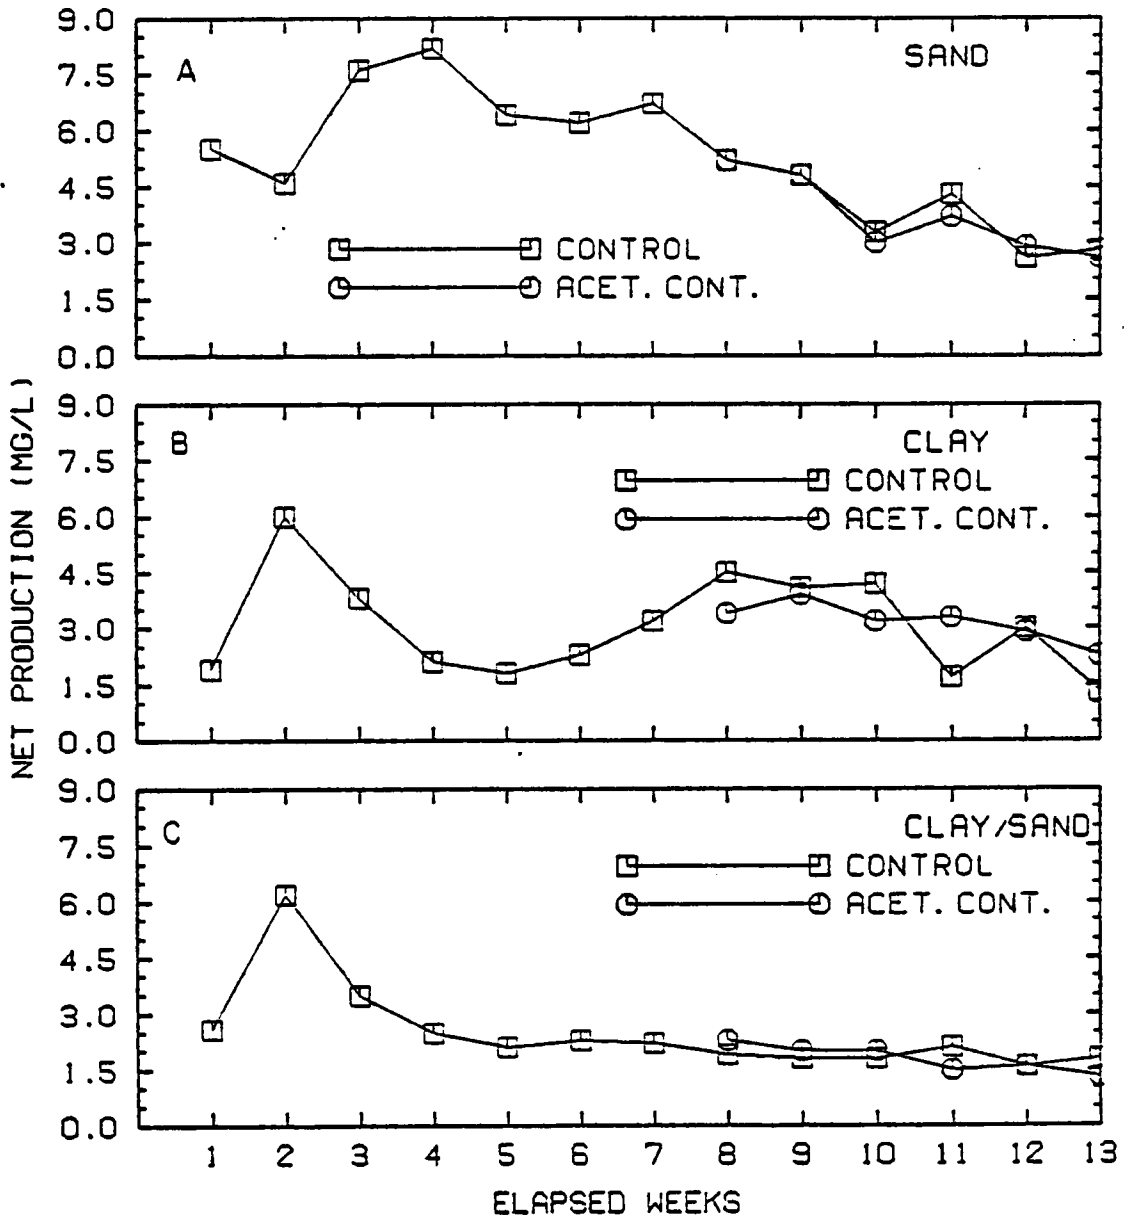 NET PRODUCTION (MG/L)
9.0
7.5
6.0
4.5
3.0
1.5
0.0
A
SAND
CONTROL
ACET. CONT.
9.0
7.5
6.0
4.5
3.0
1.5
0.0
B
CLAY
CONTROL
ACET. CONT.
9.0
7.5
6.0
4.5
3.0
1.5
0.0
C
CLAY/SAND
CONTROL
ACET. CONT.
1 2 3 4 5 6 7 8 9 10 11 12 13
ELAPSED WEEKS